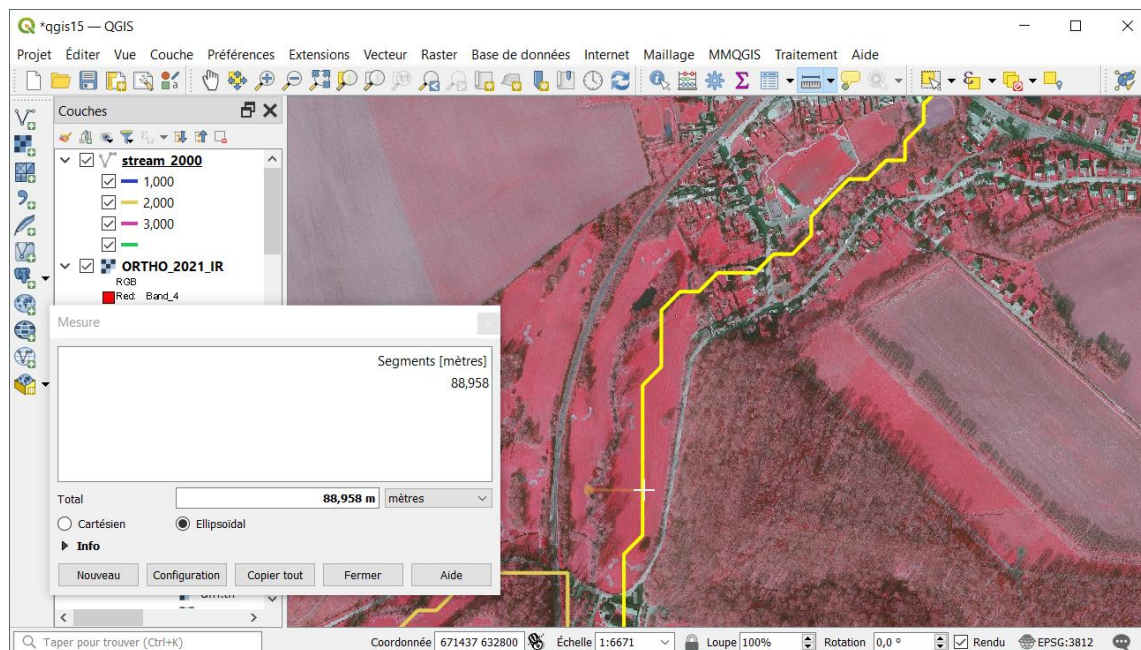 *qgis15 — QGIS
Projet Éditer Vue Couche Préférences Extensions Vecteur Raster Base de données Internet Maillage MMQGIS Traitement Aide
Couches
stream_2000
1,000
2,000
3,000
ORTHO_2021_IR
RGB
Red: Band_4
Mesure
Segments [mètres]
88,958
Total 88,958 m mètres
Cartésien Ellipsoïdal
Info
Nouveau Configuration Copier tout Fermer Aide
Taper pour trouver (Ctrl+K) Coordonnée 671437 632800 Échelle 1:6671 Loupe 100% Rotation 0,0 ° Rendu EPSG:3812